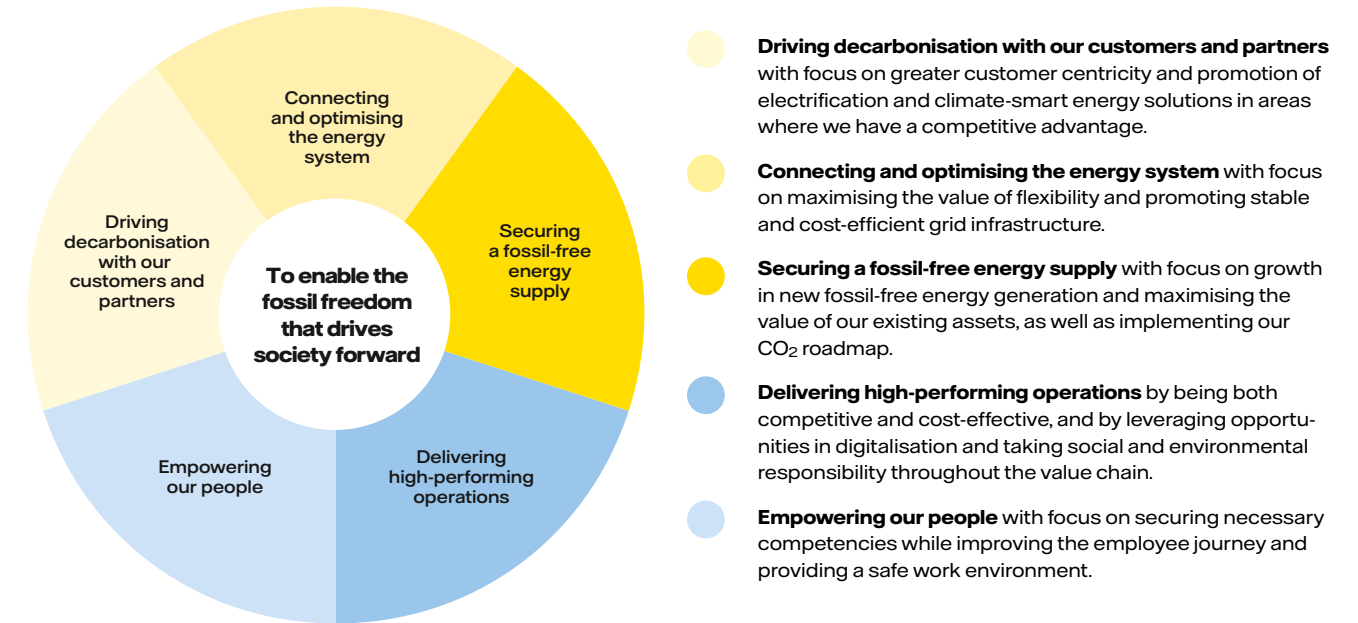 Connecting
and optimising
the energy
system
Driving
decarbonisation
with our
customers and
partners
Securing
a fossil-free
energy
supply
To enable the
fossil freedom
that drives
society forward
Empowering
our people
Delivering
high-performing
operations
Driving decarbonisation with our customers and partners
with focus on greater customer centricity and promotion of
electrification and climate-smart energy solutions in areas
where we have a competitive advantage.
Connecting and optimising the energy system with focus
on maximising the value of flexibility and promoting stable
and cost-efficient grid infrastructure.
Securing a fossil-free energy supply with focus on growth
in new fossil-free energy generation and maximising the
value of our existing assets, as well as implementing our
CO₂ roadmap.
Delivering high-performing operations by being both
competitive and cost-effective, and by leveraging opportu-
nities in digitalisation and taking social and environmental
responsibility throughout the value chain.
Empowering our people with focus on securing necessary
competencies while improving the employee journey and
providing a safe work environment.